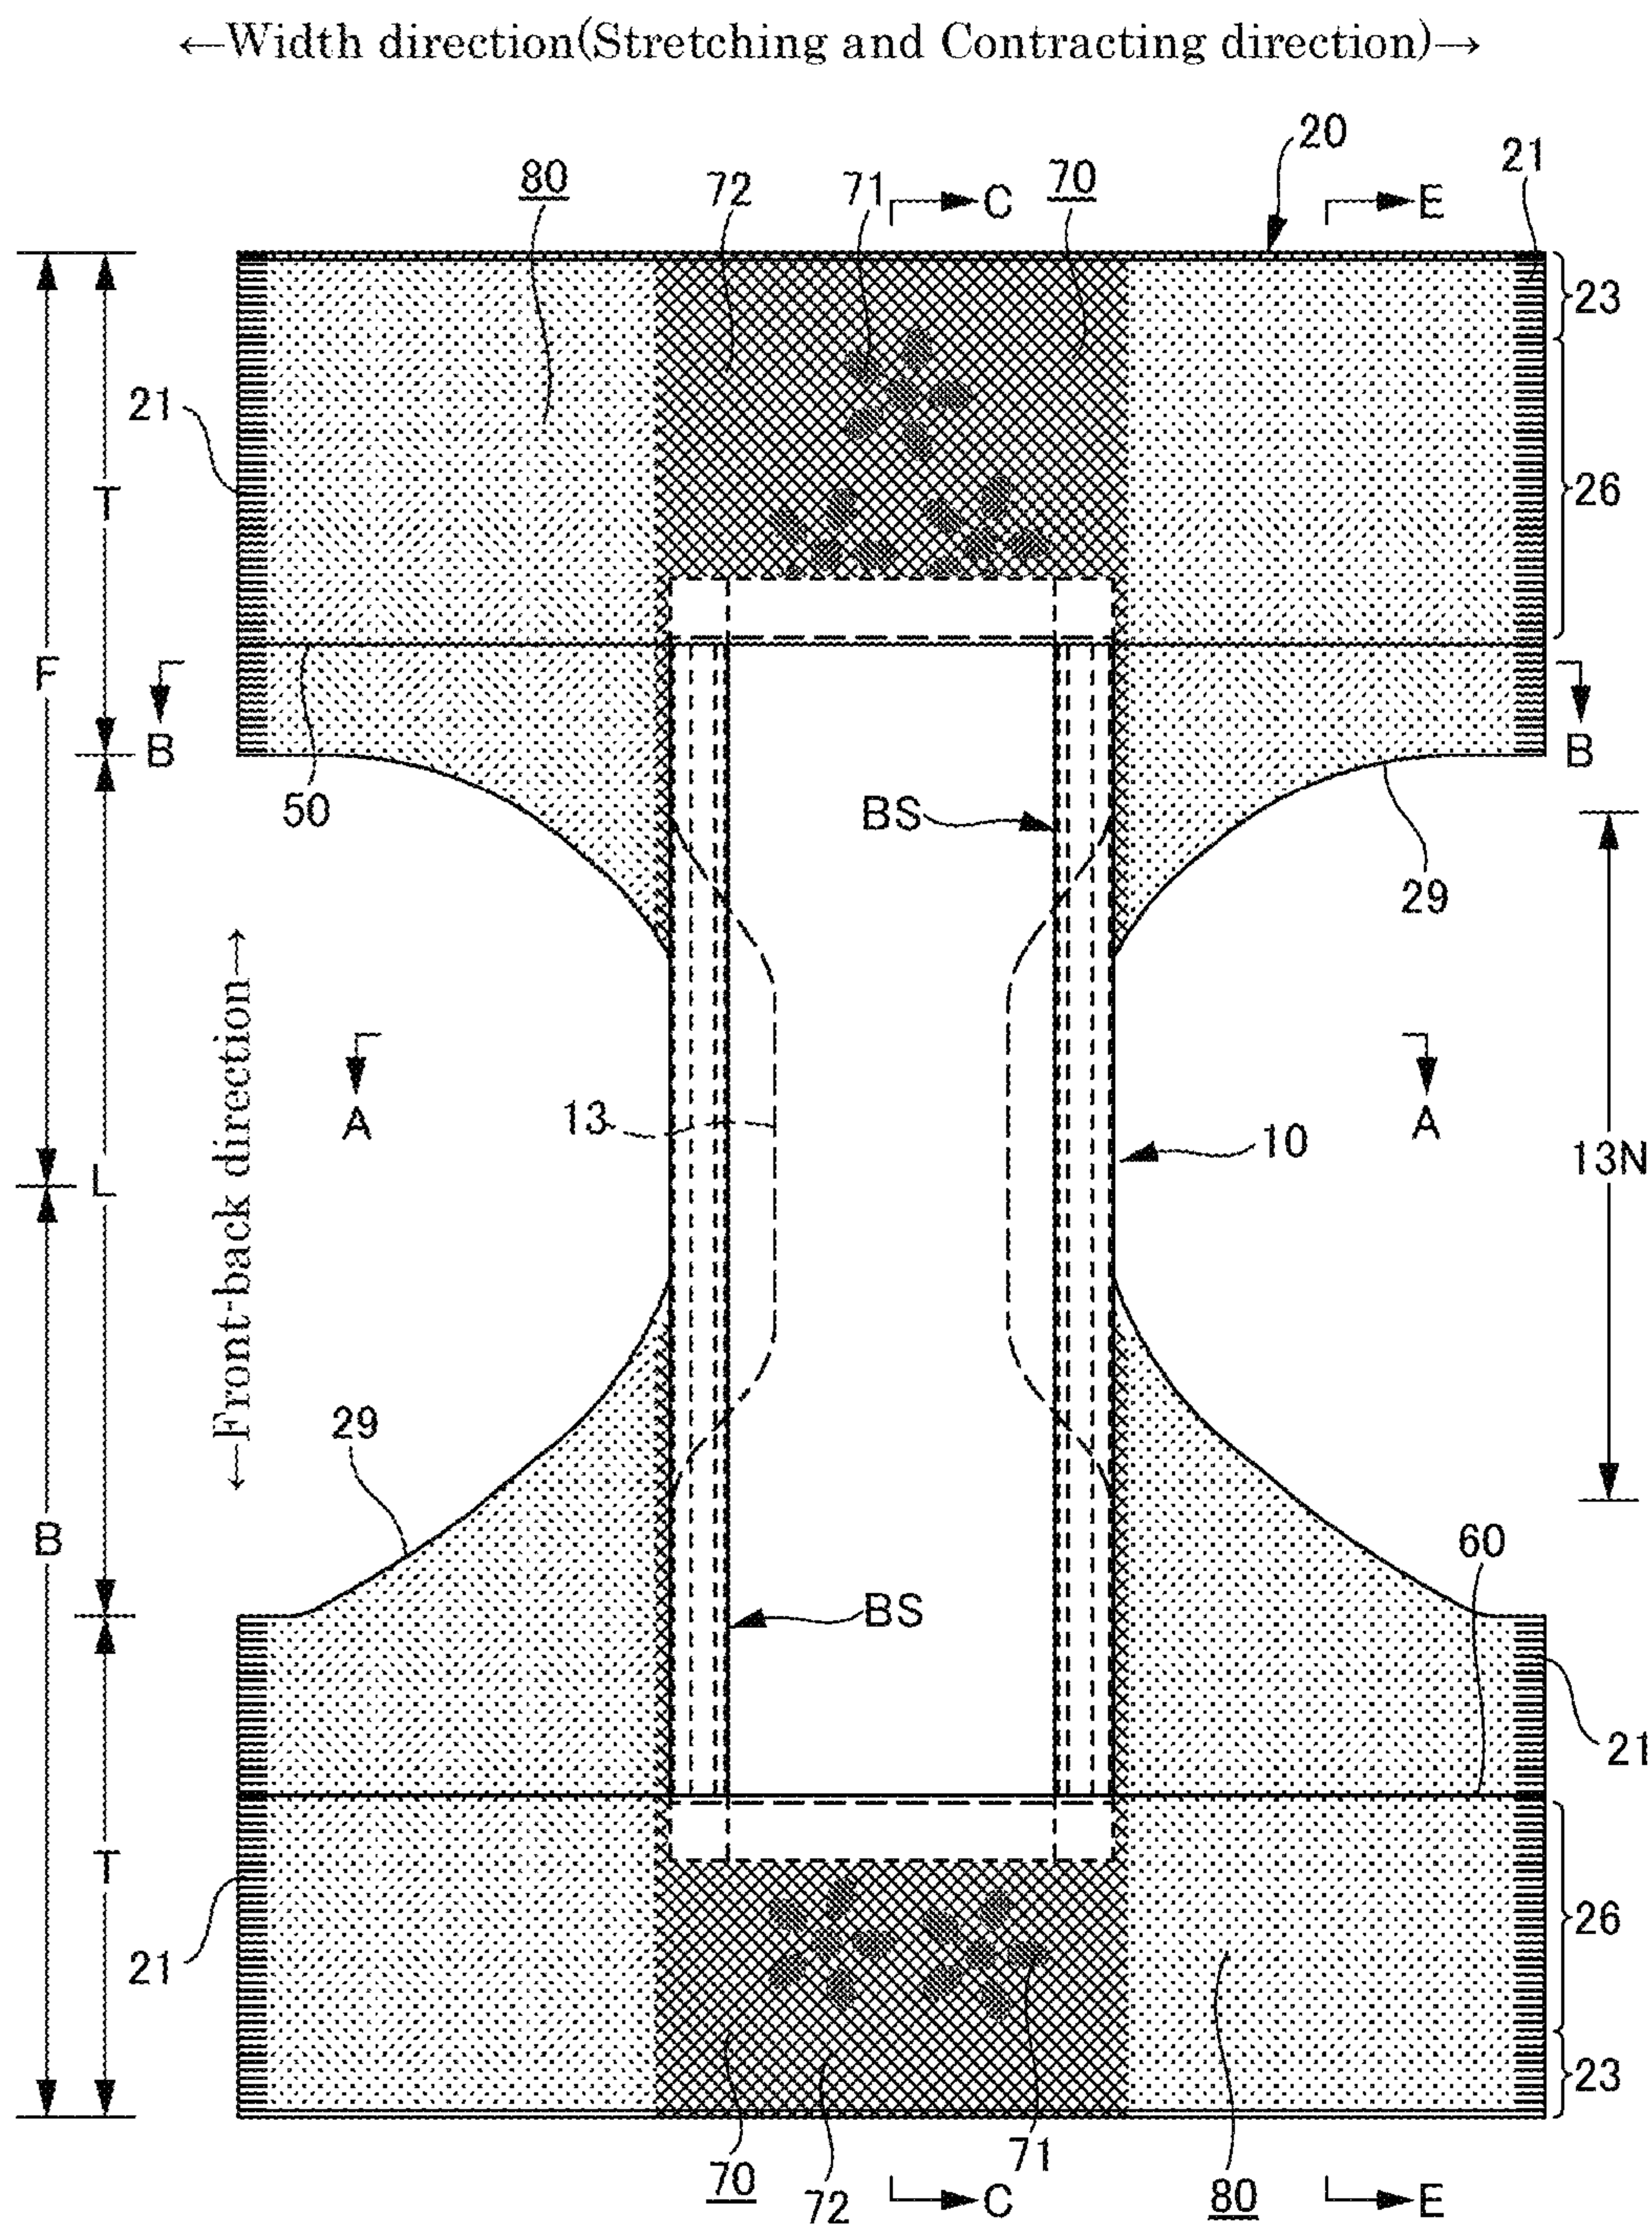 ←Width direction(Stretching and Contracting direction)→
20
80
72
71
C
70
E
21
23
21
26
T
F
B
B
50
BS
29
←Front-back direction→
A
A
13
10
13N
L
29
B
60
BS
21
T
26
21
23
70
72
71
C
80
E